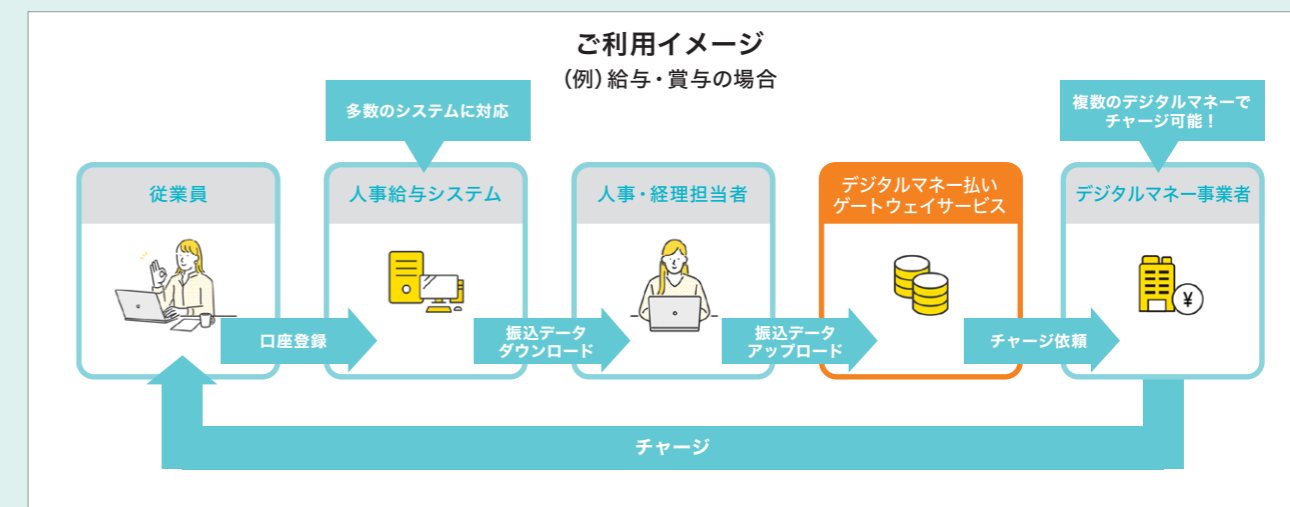 ご利用イメージ
(例)給与・賞与の場合
多数のシステムに対応
複数のデジタルマネーで
チャージ可能！
従業員
人事給与システム
人事・経理担当者
デジタルマネー払い
ゲートウェイサービス
デジタルマネー事業者
¥
口座登録
振込データ
ダウンロード
振込データ
アップロード
チャージ依頼
チャージ